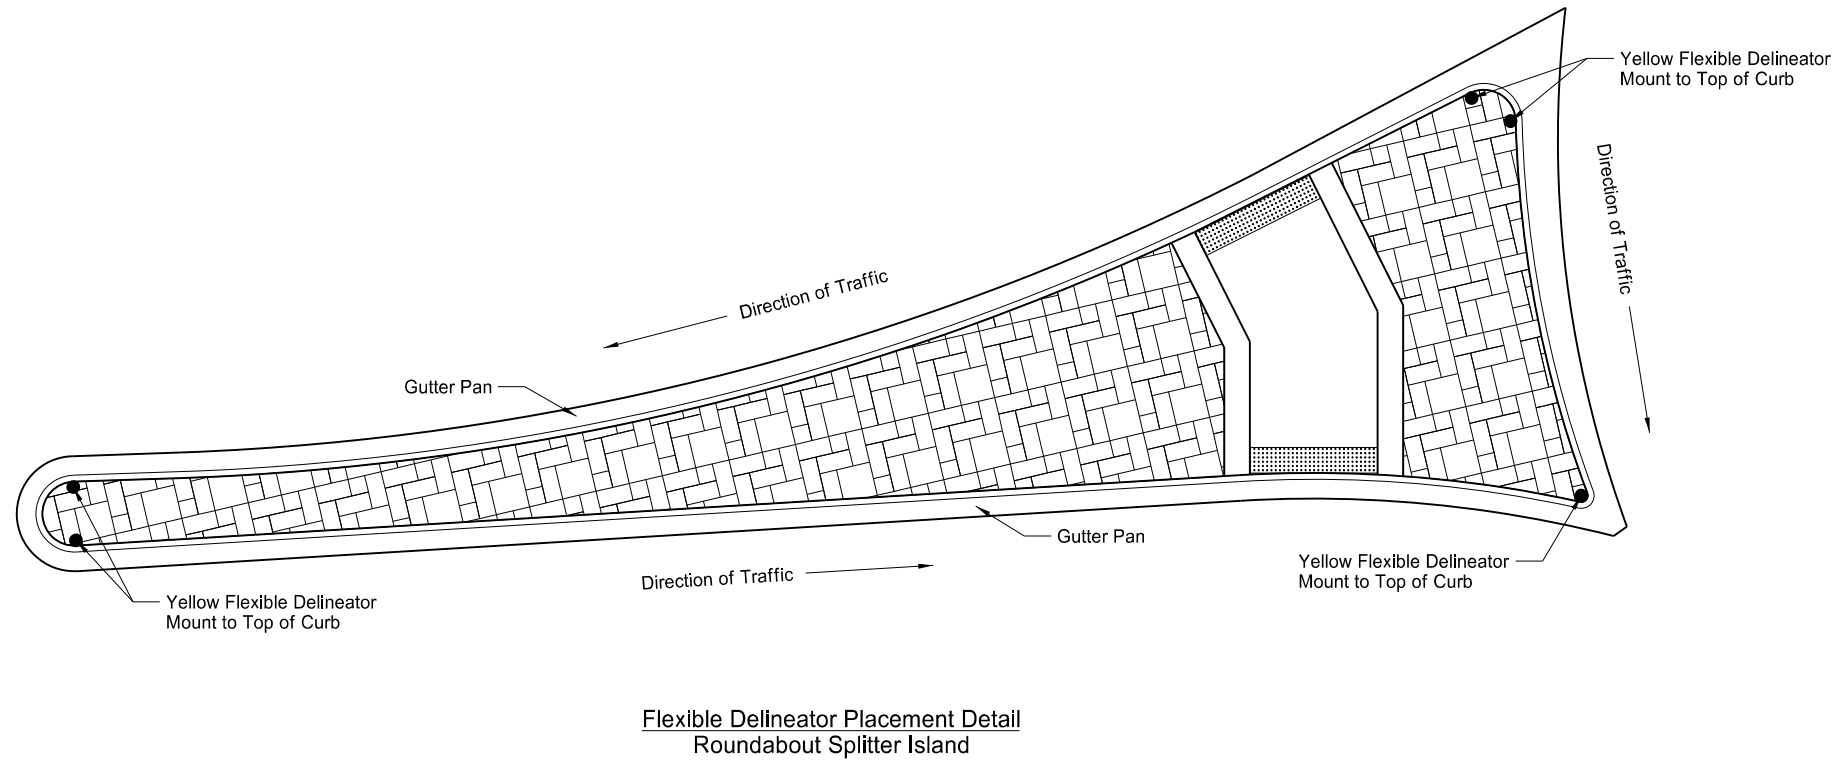 Yellow Flexible Delineator
Mount to Top of Curb
Direction of Traffic
Direction of Traffic
Gutter Pan
Gutter Pan
Yellow Flexible Delineator
Mount to Top of Curb
Direction of Traffic
Yellow Flexible Delineator
Mount to Top of Curb
Flexible Delineator Placement Detail
Roundabout Splitter Island